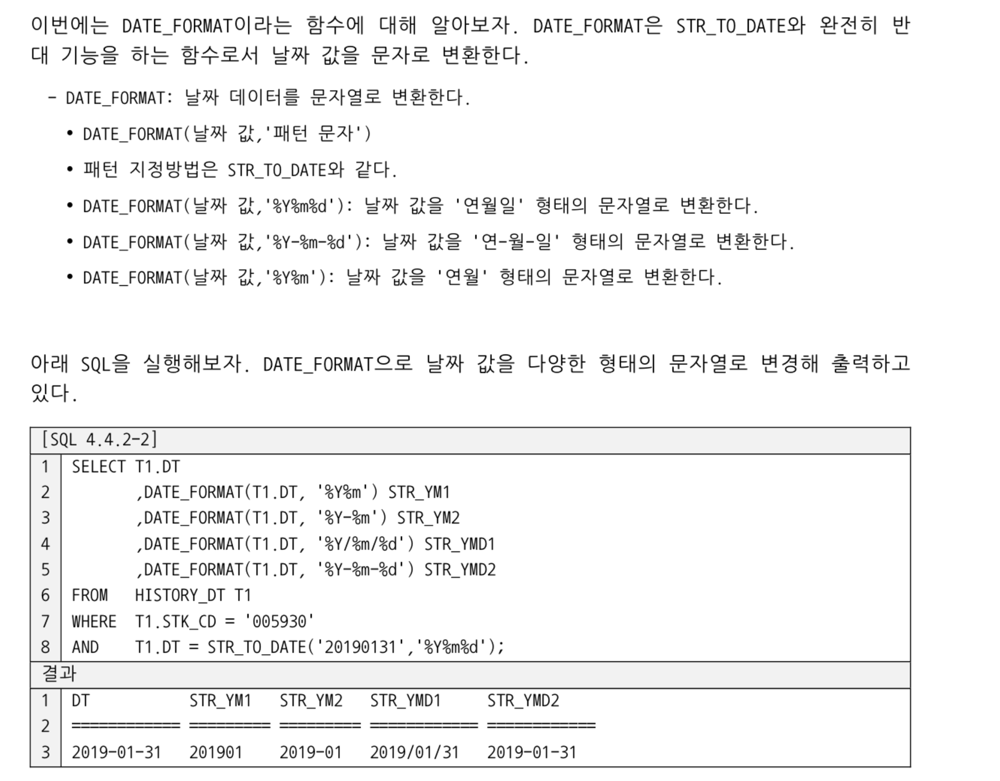 이번에는 DATE_FORMAT이라는 함수에 대해 알아보자. DATE_FORMAT은 STR_TO_DATE와 완전히 반
대 기능을 하는 함수로서 날짜 값을 문자로 변환한다.
- DATE_FORMAT: 날짜 데이터를 문자열로 변환한다.
• DATE_FORMAT(날짜 값,'패턴 문자')
• 패턴 지정방법은 STR_TO_DATE와 같다.
• DATE_FORMAT(날짜 값,'%Y%m%d'): 날짜 값을 '연월일' 형태의 문자열로 변환한다.
• DATE_FORMAT(날짜 값,'%Y-%m-%d'): 날짜 값을 '연-월-일' 형태의 문자열로 변환한다.
• DATE_FORMAT(날짜 값,'%Y%m'): 날짜 값을 '연월' 형태의 문자열로 변환한다.
아래 SQL을 실행해보자. DATE_FORMAT으로 날짜 값을 다양한 형태의 문자열로 변경해 출력하고
있다.
[SQL 4.4.2-2]
1 SELECT T1.DT
2 ,DATE_FORMAT(T1.DT, '%Y%m') STR_YM1
3 ,DATE_FORMAT(T1.DT, '%Y-%m') STR_YM2
4 ,DATE_FORMAT(T1.DT, '%Y/%m/%d') STR_YMD1
5 ,DATE_FORMAT(T1.DT, '%Y-%m-%d') STR_YMD2
6 FROM HISTORY_DT T1
7 WHERE T1.STK_CD = '005930'
8 AND T1.DT = STR_TO_DATE('20190131','%Y%m%d');
결과
1 DT STR_YM1 STR_YM2 STR_YMD1 STR_YMD2
2 ============ ========= ========= ============ ============
3 2019-01-31 201901 2019-01 2019/01/31 2019-01-31